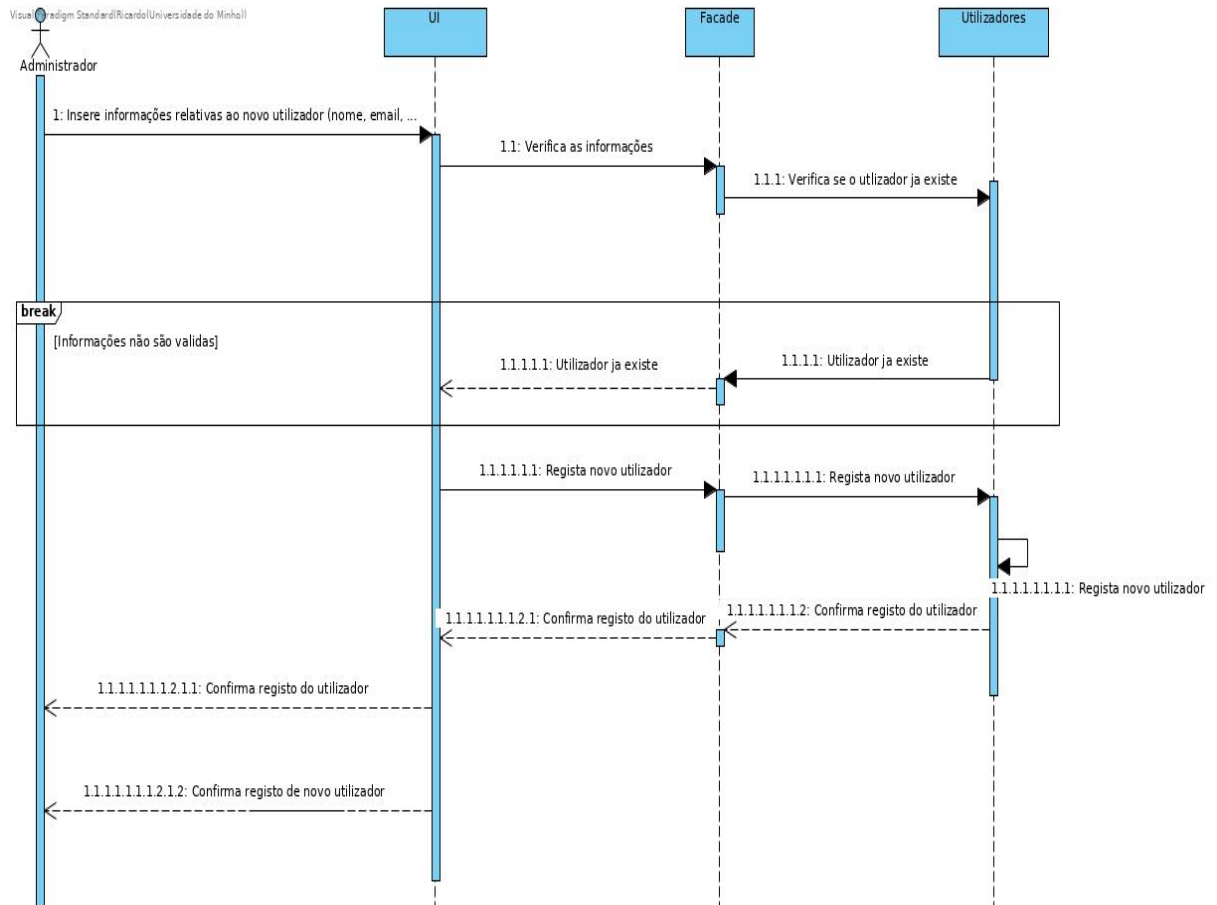 Visual Paradigm Standard(Ricardo(Universidade do Minho))
UI
Facade
Utilizadores
Administrador
1: Insere informações relativas ao novo utilizador (nome, email, ...
1.1: Verifica as informações
1.1.1: Verifica se o utlizador ja existe
break
[Informações não são validas]
1.1.1.1.1: Utilizador ja existe
1.1.1.1: Utilizador ja existe
1.1.1.1.1.1: Regista novo utilizador
1.1.1.1.1.1.1: Regista novo utilizador
1.1.1.1.1.1.1.1: Regista novo utilizador
1.1.1.1.1.1.1.2.1: Confirma registo do utilizador
1.1.1.1.1.1.1.2: Confirma registo do utilizador
1.1.1.1.1.1.1.2.1.1: Confirma registo do utilizador
1.1.1.1.1.1.1.2.1.2: Confirma registo de novo utilizador